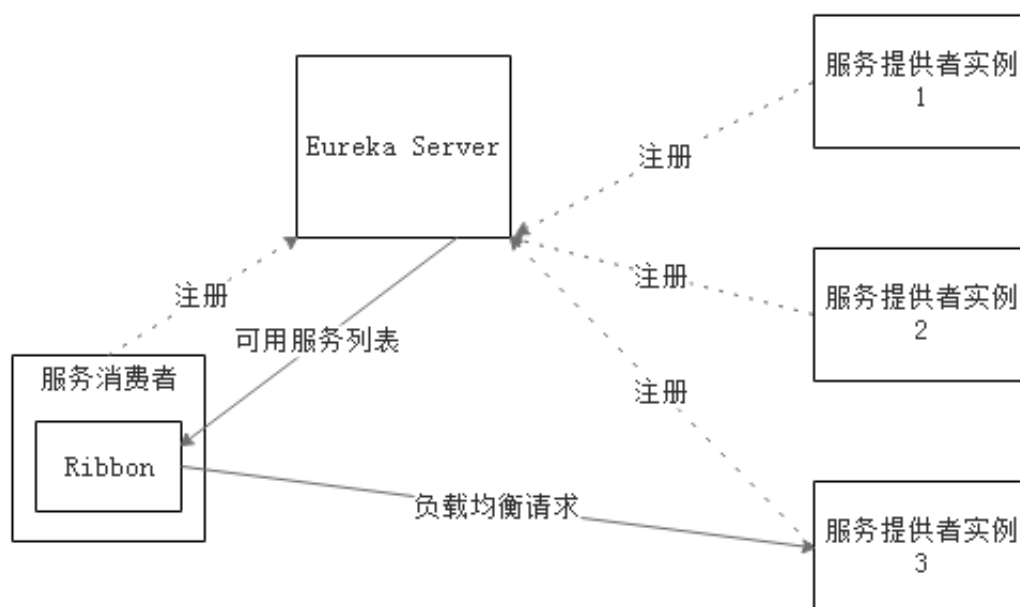 服务提供者实例
1
Eureka Server
注册
注册
服务提供者实例
2
注册
可用服务列表
服务消费者
注册
Ribbon
负载均衡请求
服务提供者实例
3